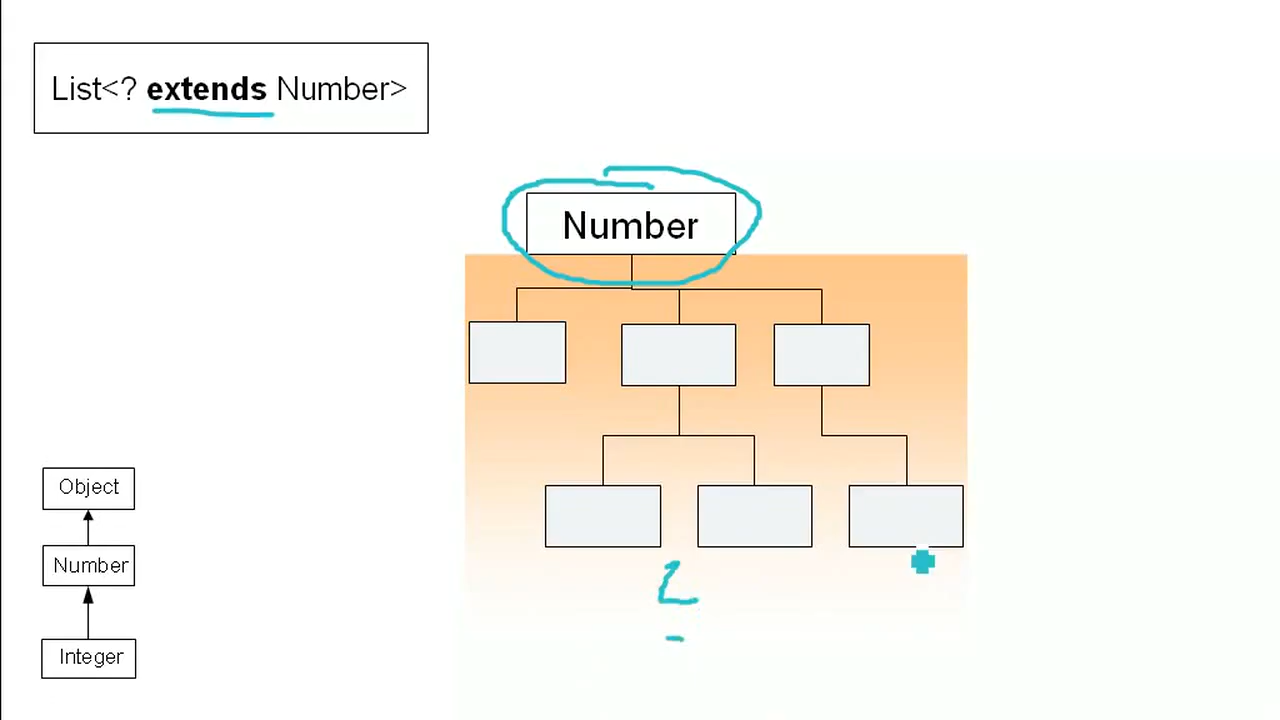 List<? extends Number>
Number
Object
Number
Integer